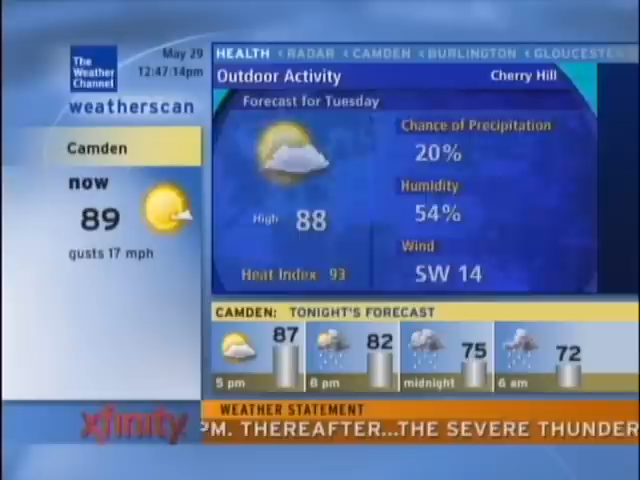 The
Weather
Channel
May 29
12:47:14pm
weatherscan
HEALTH < RADAR < CAMDEN < BURLINGTON < GLOUCESTER
Outdoor Activity
Cherry Hill
Forecast for Tuesday
High 88
Heat Index 93
Chance of Precipitation
20%
Humidity
54%
Wind
SW 14
Camden
now
89
gusts 17 mph
CAMDEN: TONIGHT'S FORECAST
87 82 75 72
5 pm 8 pm midnight 6 am
xfinity
WEATHER STATEMENT
PM. THEREAFTER...THE SEVERE THUNDER